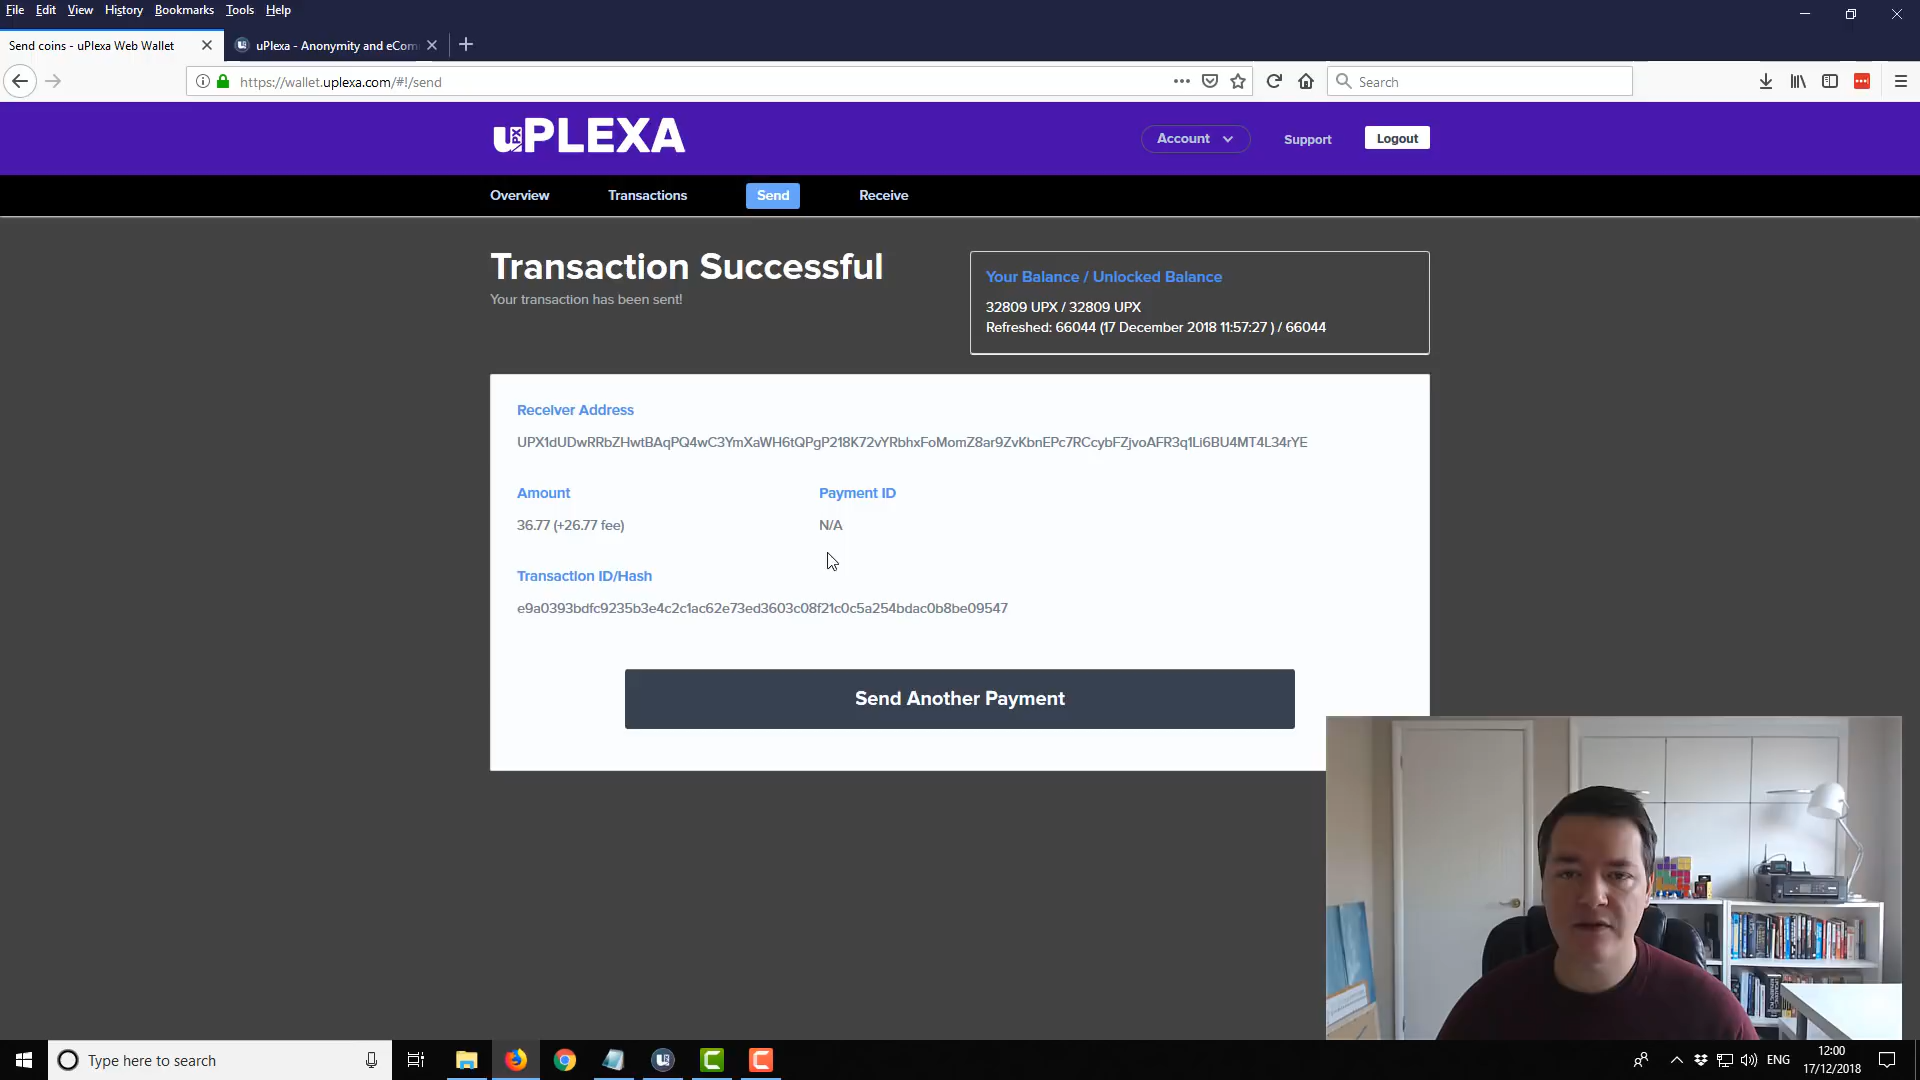 File Edit View History Bookmarks Tools Help
Send coins - uPlexa Web Wallet
uPlexa - Anonymity and eCom
https://wallet.uplexa.com/#!/send
Search
uPLEXA
Account
Support
Logout
Overview
Transactions
Send
Receive
Transaction Successful
Your transaction has been sent!
Your Balance / Unlocked Balance
32809 UPX / 32809 UPX
Refreshed: 66044 (17 December 2018 11:57:27 ) / 66044
Receiver Address
UPX1dUDwRRbZHwtBAqPQ4wC3YmXaWH6tQPgP218K72vYRbhxFoMomZ8ar9ZvKbnEPc7RCcybFZjvoAFR3q1Li6BU4MT4L34rYE
Amount
Payment ID
36.77 (+26.77 fee)
N/A
Transaction ID/Hash
e9a0393bdfc9235b3e4c2c1ac62e73ed3603c08f21c0c5a254bdac0b8be09547
Send Another Payment
Type here to search
ENG
12:00
17/12/2018